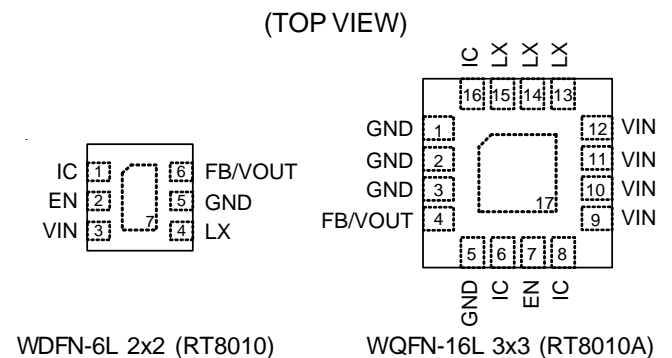 (TOP VIEW)
IC LX LX LX
16 15 14 13
GND 1 12 VIN
GND 2 11 VIN
GND 3 10 VIN
FB/VOUT 4 9 VIN
17
5 6 7 8
GND IC EN IC
IC 1 6 FB/VOUT
EN 2 5 GND
VIN 3 4 LX
7
WDFN-6L 2x2 (RT8010)
WQFN-16L 3x3 (RT8010A)